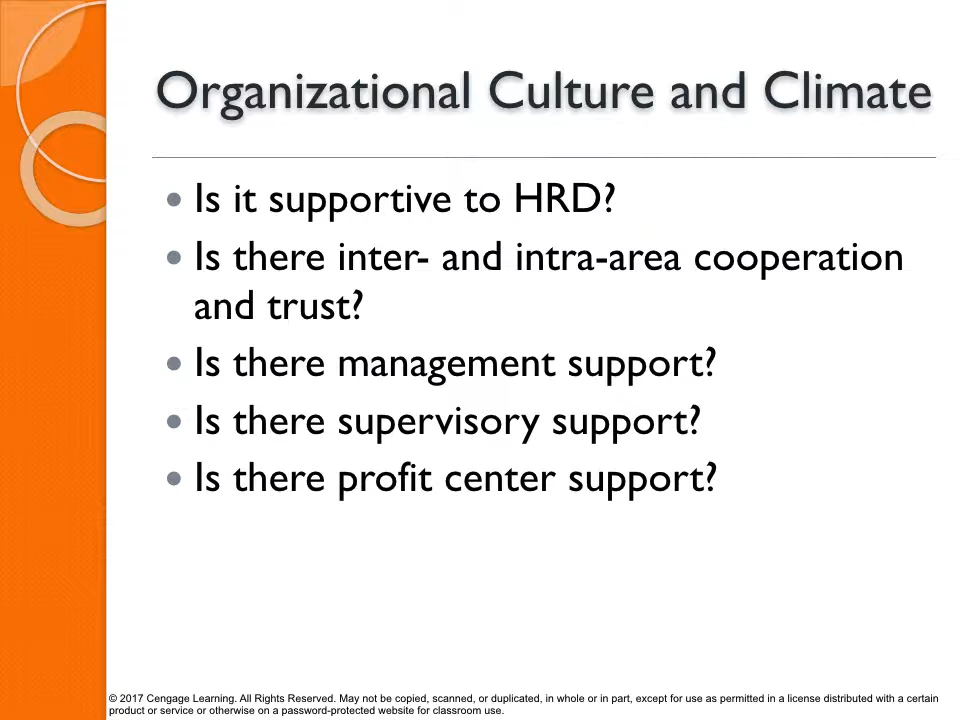 Organizational Culture and Climate
• Is it supportive to HRD?
• Is there inter- and intra-area cooperation
and trust?
• Is there management support?
• Is there supervisory support?
• Is there profit center support?
© 2017 Cengage Learning. All Rights Reserved. May not be copied, scanned, or duplicated, in whole or in part, except for use as permitted in a license distributed with a certain
product or service or otherwise on a password-protected website for classroom use.